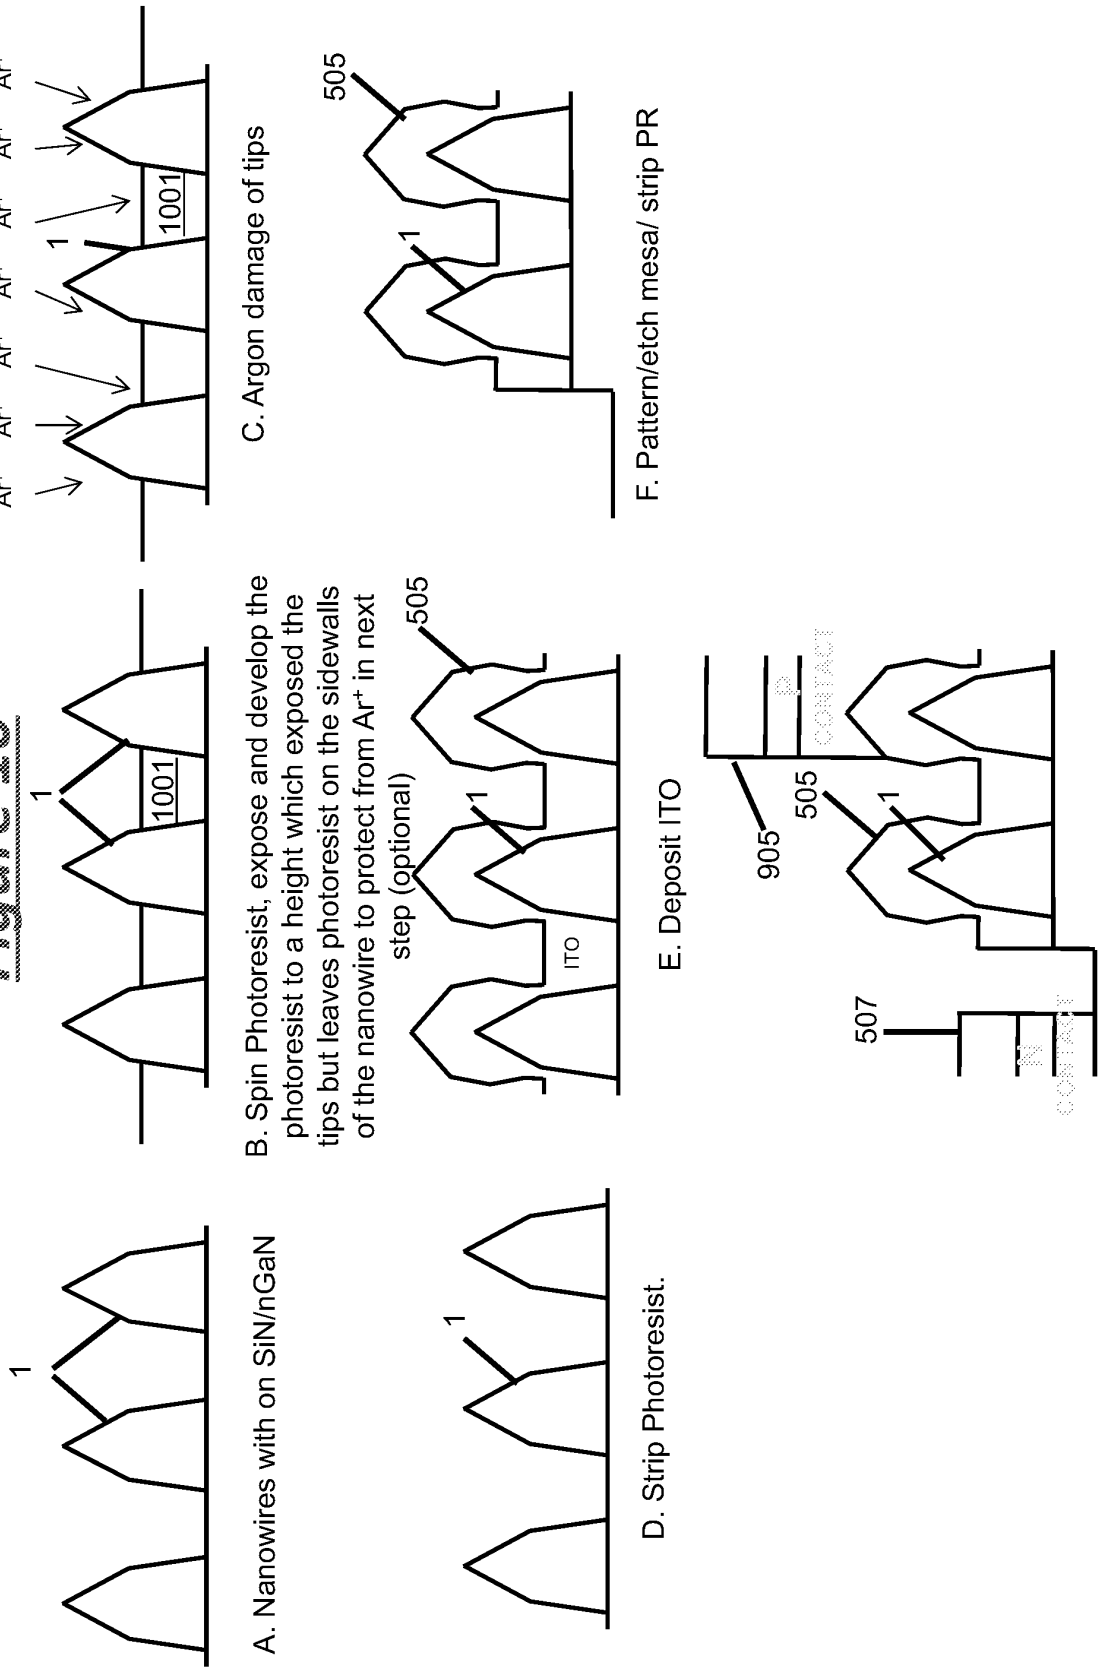 1
A. Nanowires with on SiN/nGaN
1
1001
B. Spin Photoresist, expose and develop the
photoresist to a height which exposed the
tips but leaves photoresist on the sidewalls
of the nanowire to protect from Ar⁺ in next
step (optional)
1
1001
C. Argon damage of tips
1
D. Strip Photoresist.
505
1
ITO
E. Deposit ITO
505
1
F. Pattern/etch mesa/ strip PR
507
N
CONTACT
905
505
1
P
CONTACT